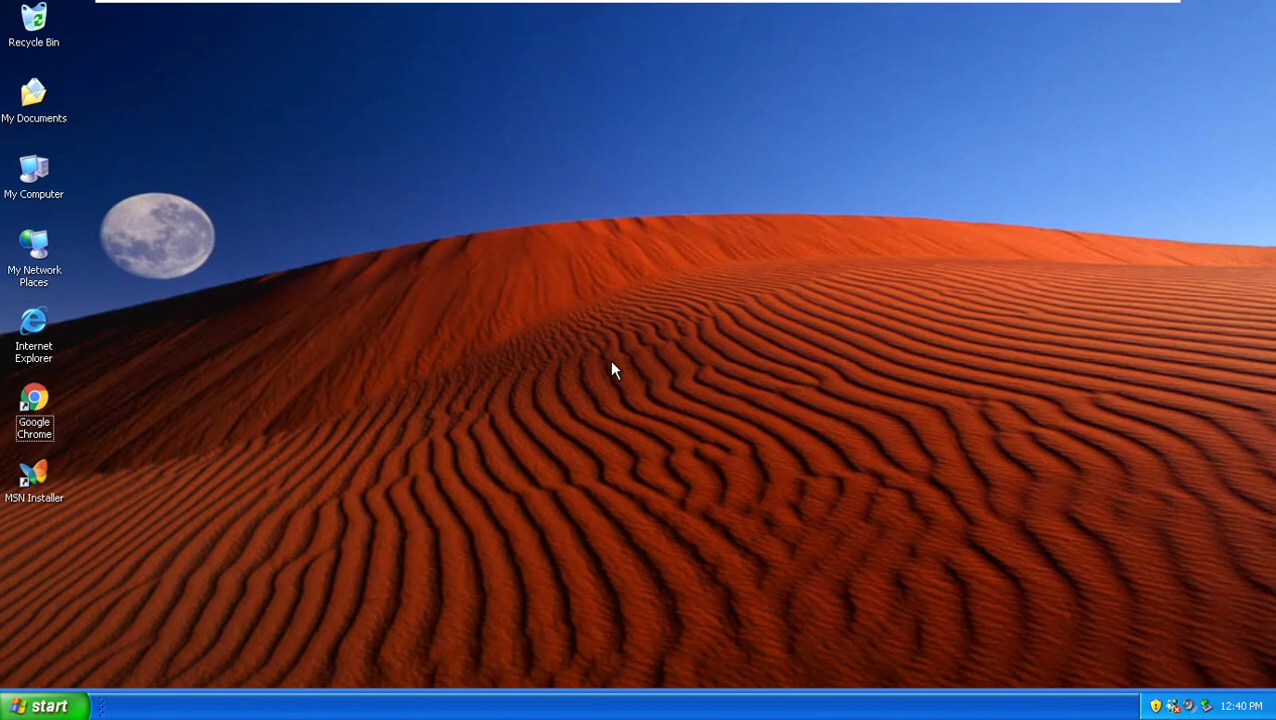 Recycle Bin
My Documents
My Computer
My Network
Places
Internet
Explorer
Google
Chrome
MSN Installer
start
12:40 PM